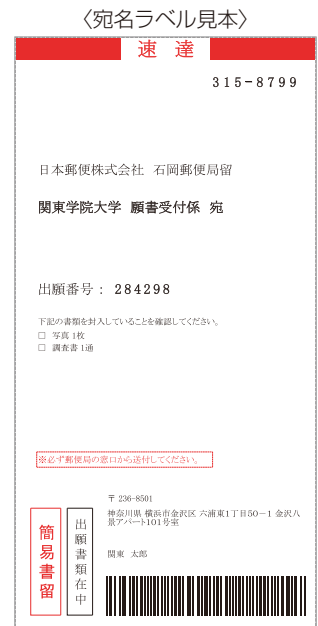 〈宛名ラベル見本〉
速 達
315-8799
日本郵便株式会社 石岡郵便局留
関東学院大学 願書受付係 宛
出願番号： 284298
下記の書類を封入していることを確認してください。
□ 写真 1枚
□ 調査書 1通
※必ず郵便局の窓口から送付してください。
〒 236-8501
神奈川県 横浜市金沢区 六浦東1丁目50－1 金沢八
景アパート101号室
関東 太郎
簡易書留
出願書類在中